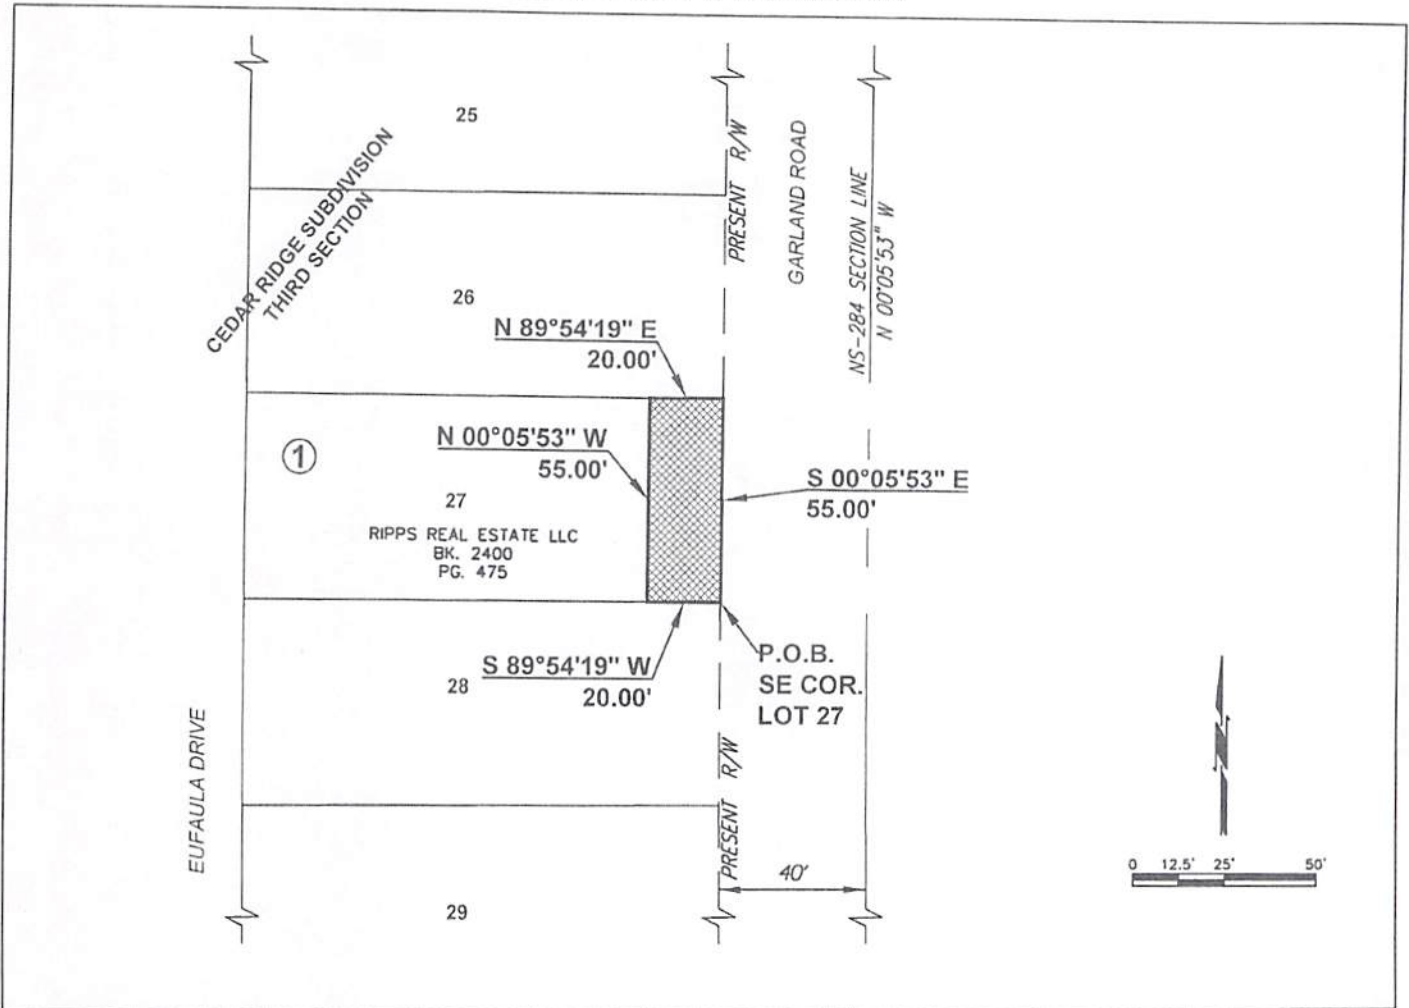 25
PRESENT R/W
GARLAND ROAD
NS-284 SECTION LINE
N 00°05'53" W
CEDAR RIDGE SUBDIVISION
THIRD SECTION
26
N 89°54'19" E
20.00'
1
N 00°05'53" W
55.00'
S 00°05'53" E
55.00'
27
RIPPS REAL ESTATE LLC
BK. 2400
PG. 475
S 89°54'19" W
20.00'
28
P.O.B.
SE COR.
LOT 27
EUFAULA DRIVE
PRESENT R/W
40'
29
0 12.5' 25' 50'